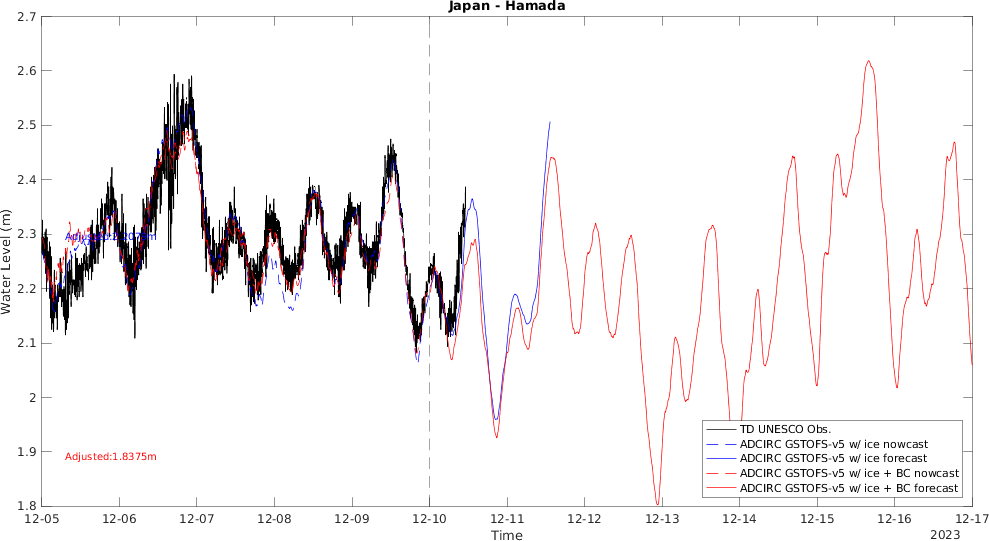 Japan - Hamada
Water Level (m)
2.7
2.6
2.5
2.4
2.3
2.2
2.1
2
1.9
1.8
Adjusted:1.8375m
TD UNESCO Obs.
ADCIRC GSTOFS-v5 w/ ice nowcast
ADCIRC GSTOFS-v5 w/ ice forecast
ADCIRC GSTOFS-v5 w/ ice + BC nowcast
ADCIRC GSTOFS-v5 w/ ice + BC forecast
12-05
12-06
12-07
12-08
12-09
12-10
12-11
12-12
12-13
12-14
12-15
12-16
12-17
Time
2023